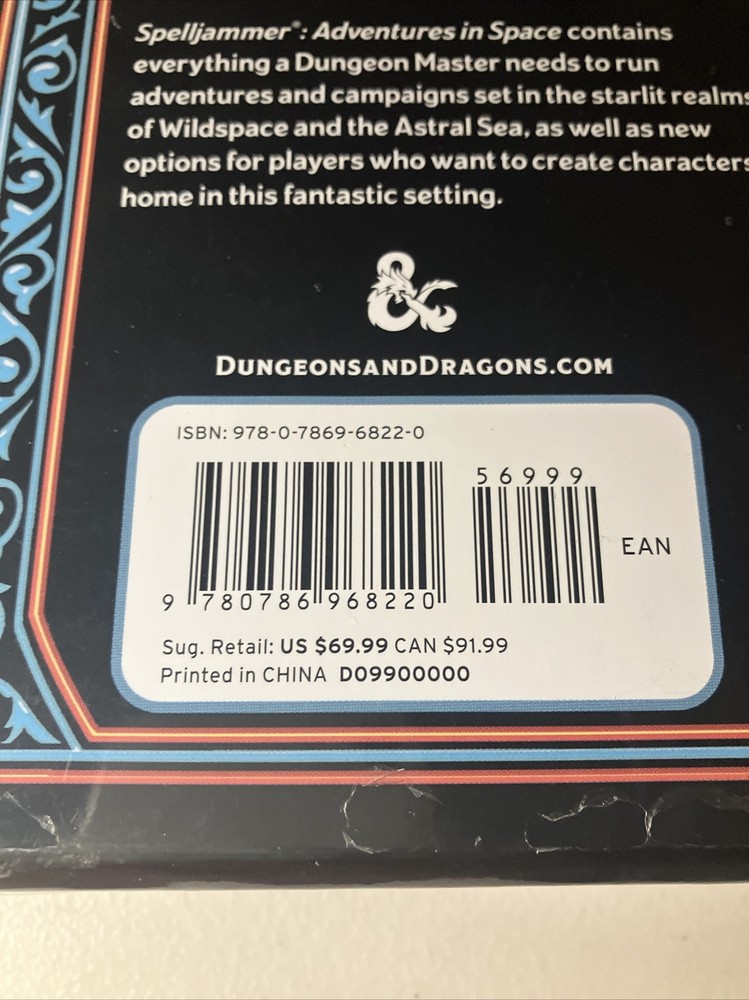 Spelljammer®: Adventures in Space contains
everything a Dungeon Master needs to run
adventures and campaigns set in the starlit realms
of Wildspace and the Astral Sea, as well as new
options for players who want to create characters
home in this fantastic setting.
&
DUNGEONSANDDRAGONS.COM
ISBN: 978-0-7869-6822-0
56999
EAN
9 780786 968220
Sug. Retail: US $69.99 CAN $91.99
Printed in CHINA D09900000